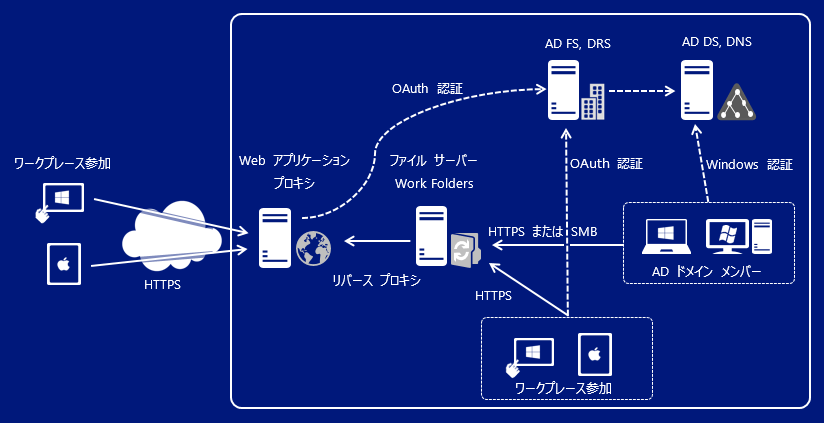 AD FS, DRS
AD DS, DNS
OAuth 認証
ワークプレース参加
Web アプリケーション
プロキシ
ファイル サーバー
Work Folders
OAuth 認証
Windows 認証
HTTPS または SMB
AD ドメイン メンバー
リバース プロキシ
HTTPS
HTTPS
ワークプレース参加